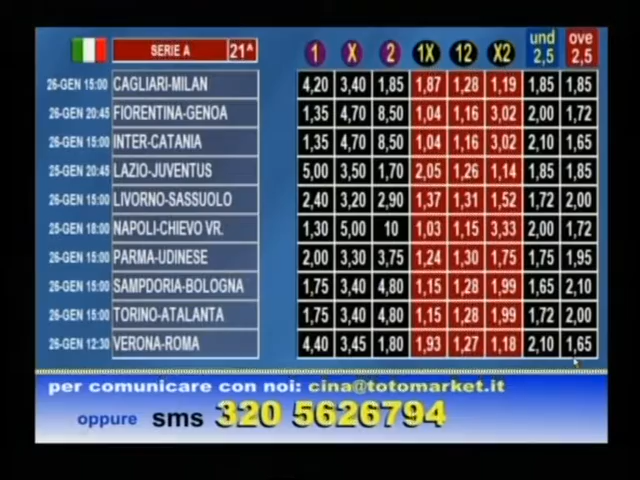 SERIE A 21^ 1 X 2 1X 12 X2 und 2,5 ove 2,5
26-GEN 15:00 CAGLIARI-MILAN 4,20 3,40 1,85 1,87 1,28 1,19 1,85 1,85
26-GEN 20:45 FIORENTINA-GENOA 1,35 4,70 8,50 1,04 1,16 3,02 2,00 1,72
26-GEN 15:00 INTER-CATANIA 1,35 4,70 8,50 1,04 1,16 3,02 2,10 1,65
25-GEN 20:45 LAZIO-JUVENTUS 5,00 3,50 1,70 2,05 1,26 1,14 1,85 1,85
26-GEN 15:00 LIVORNO-SASSUOLO 2,40 3,20 2,90 1,37 1,31 1,52 1,72 2,00
25-GEN 18:00 NAPOLI-CHIEVO VR. 1,30 5,00 10 1,03 1,15 3,33 2,00 1,72
26-GEN 15:00 PARMA-UDINESE 2,00 3,30 3,75 1,24 1,30 1,75 1,75 1,95
26-GEN 15:00 SAMPDORIA-BOLOGNA 1,75 3,40 4,80 1,15 1,28 1,99 1,65 2,10
26-GEN 15:00 TORINO-ATALANTA 1,75 3,40 4,80 1,15 1,28 1,99 1,72 2,00
26-GEN 12:30 VERONA-ROMA 4,40 3,45 1,80 1,93 1,27 1,18 2,10 1,65
per comunicare con noi: cina@totomarket.it
oppure sms 320 5626794